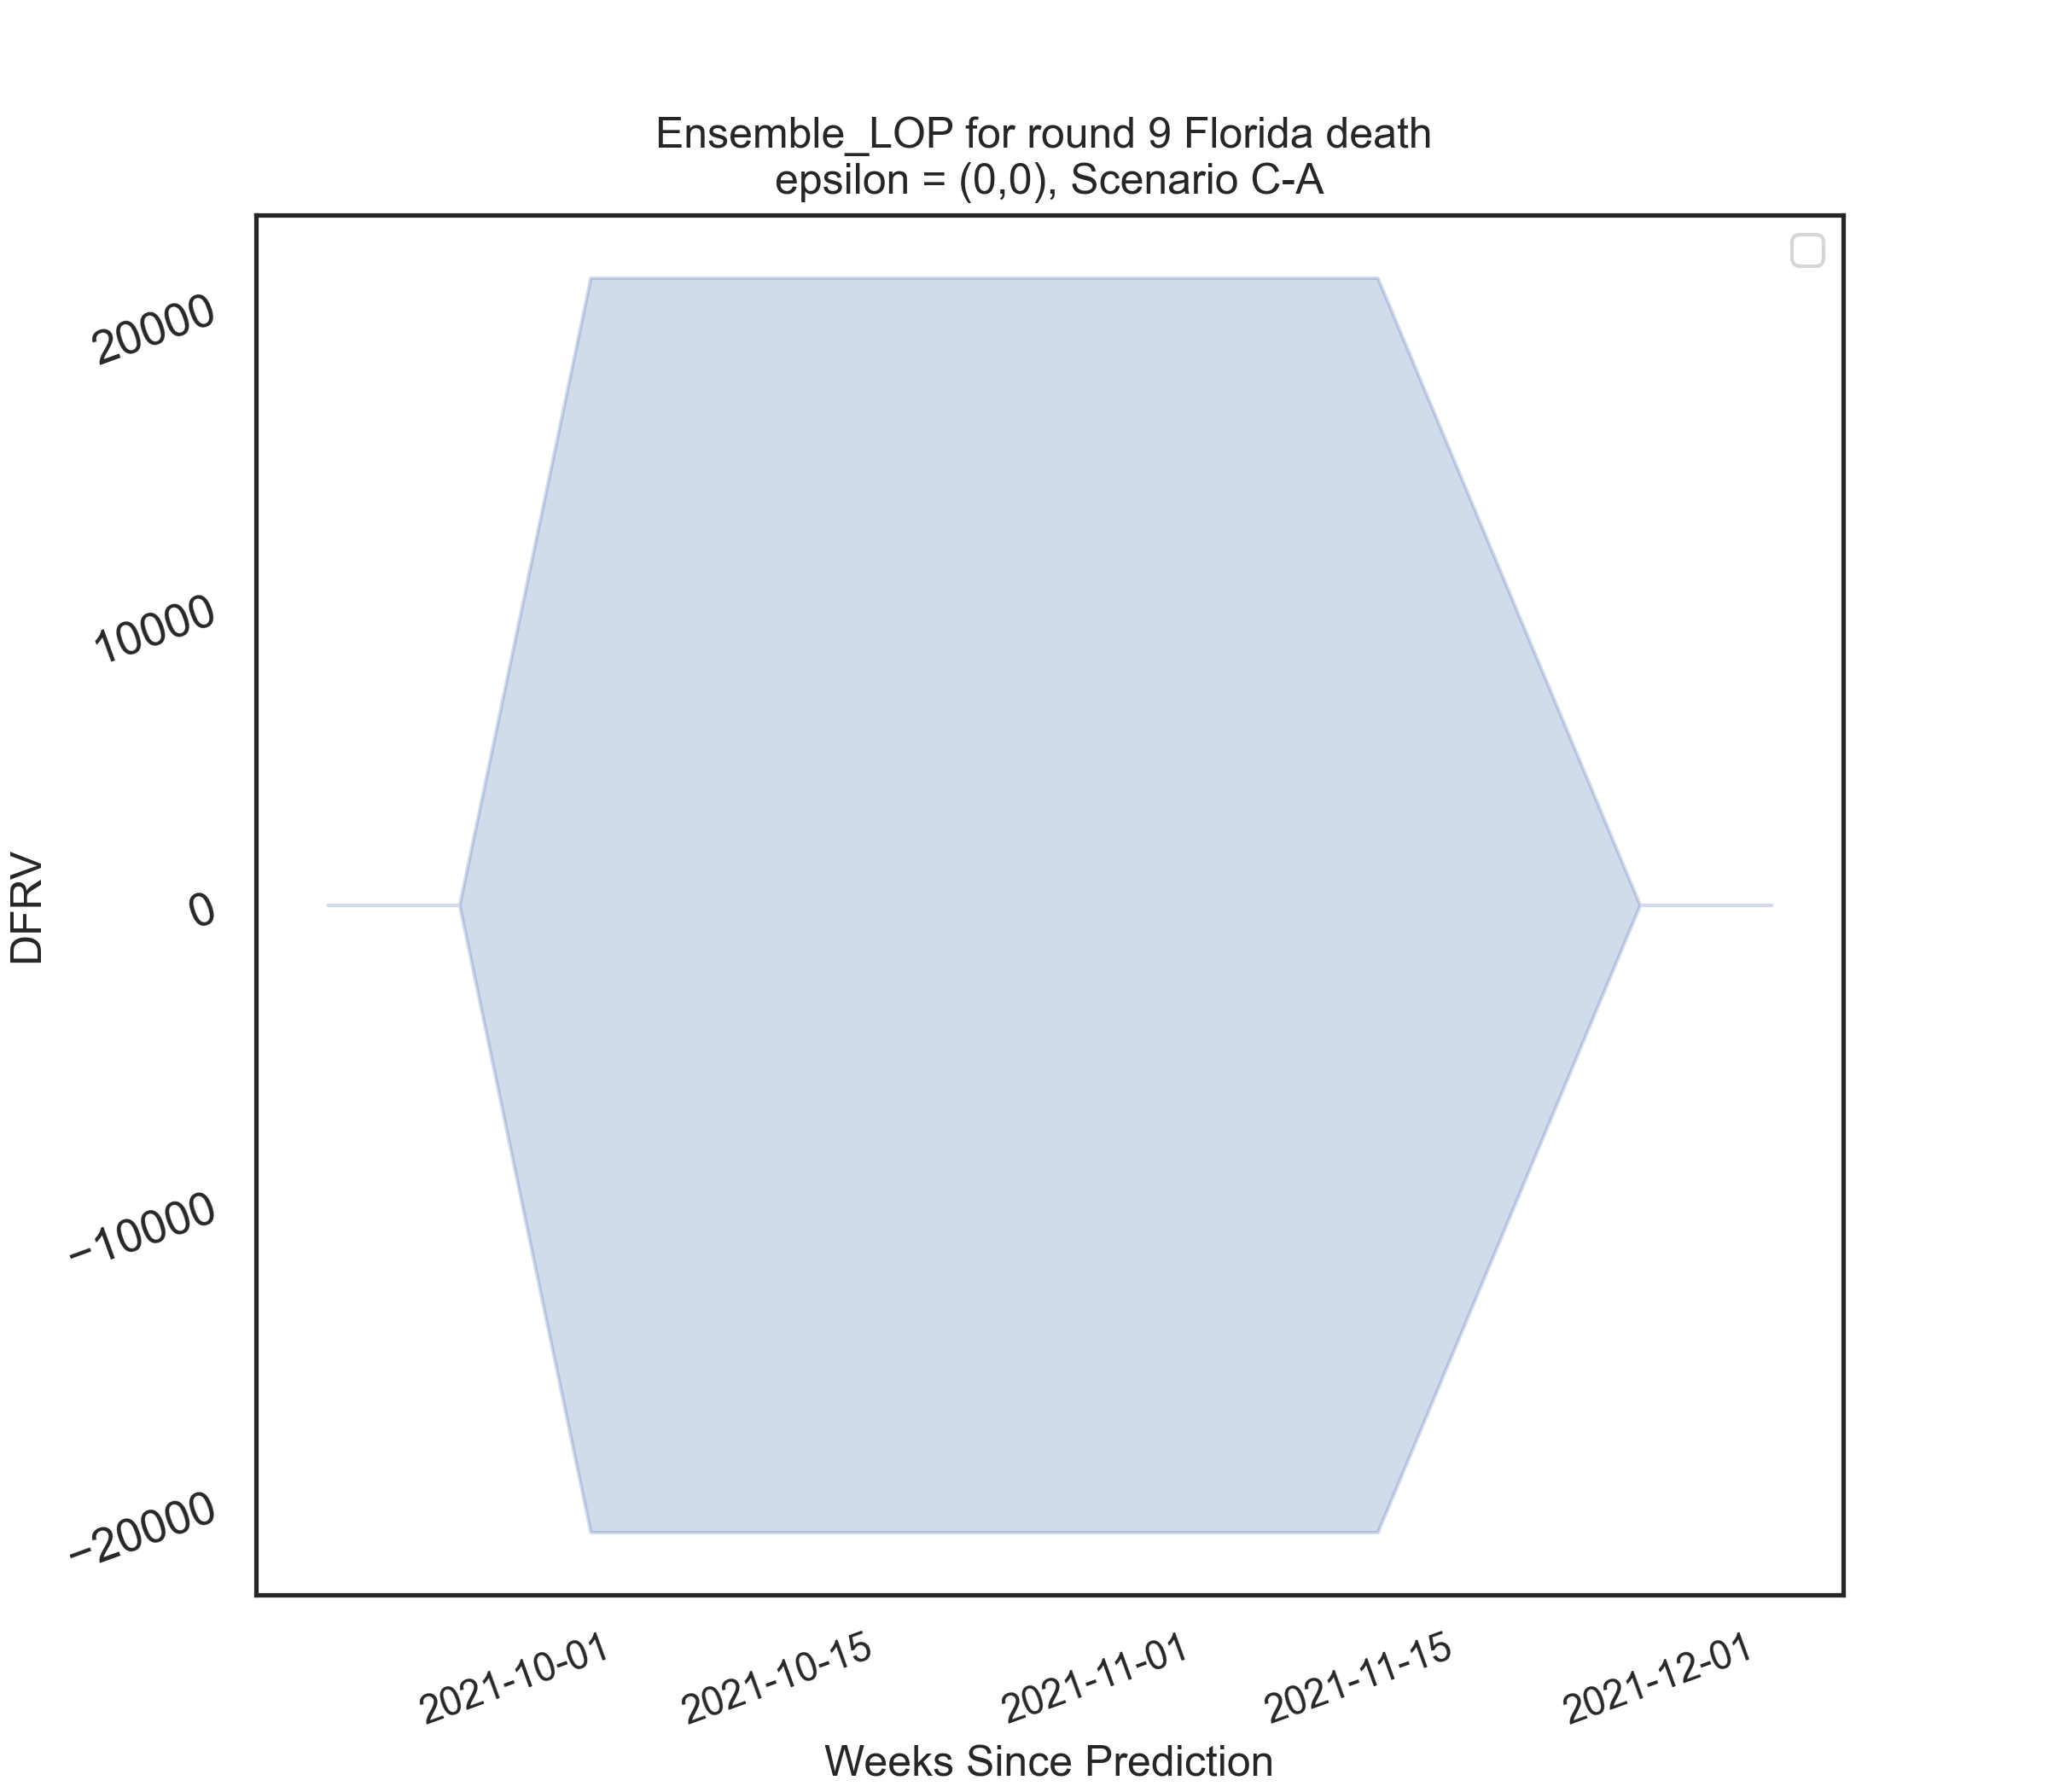 Ensemble_LOP for round 9 Florida death
epsilon = (0,0), Scenario C-A
20000
10000
0
−10000
−20000
DFRV
2021-10-01
2021-10-15
2021-11-01
2021-11-15
2021-12-01
Weeks Since Prediction